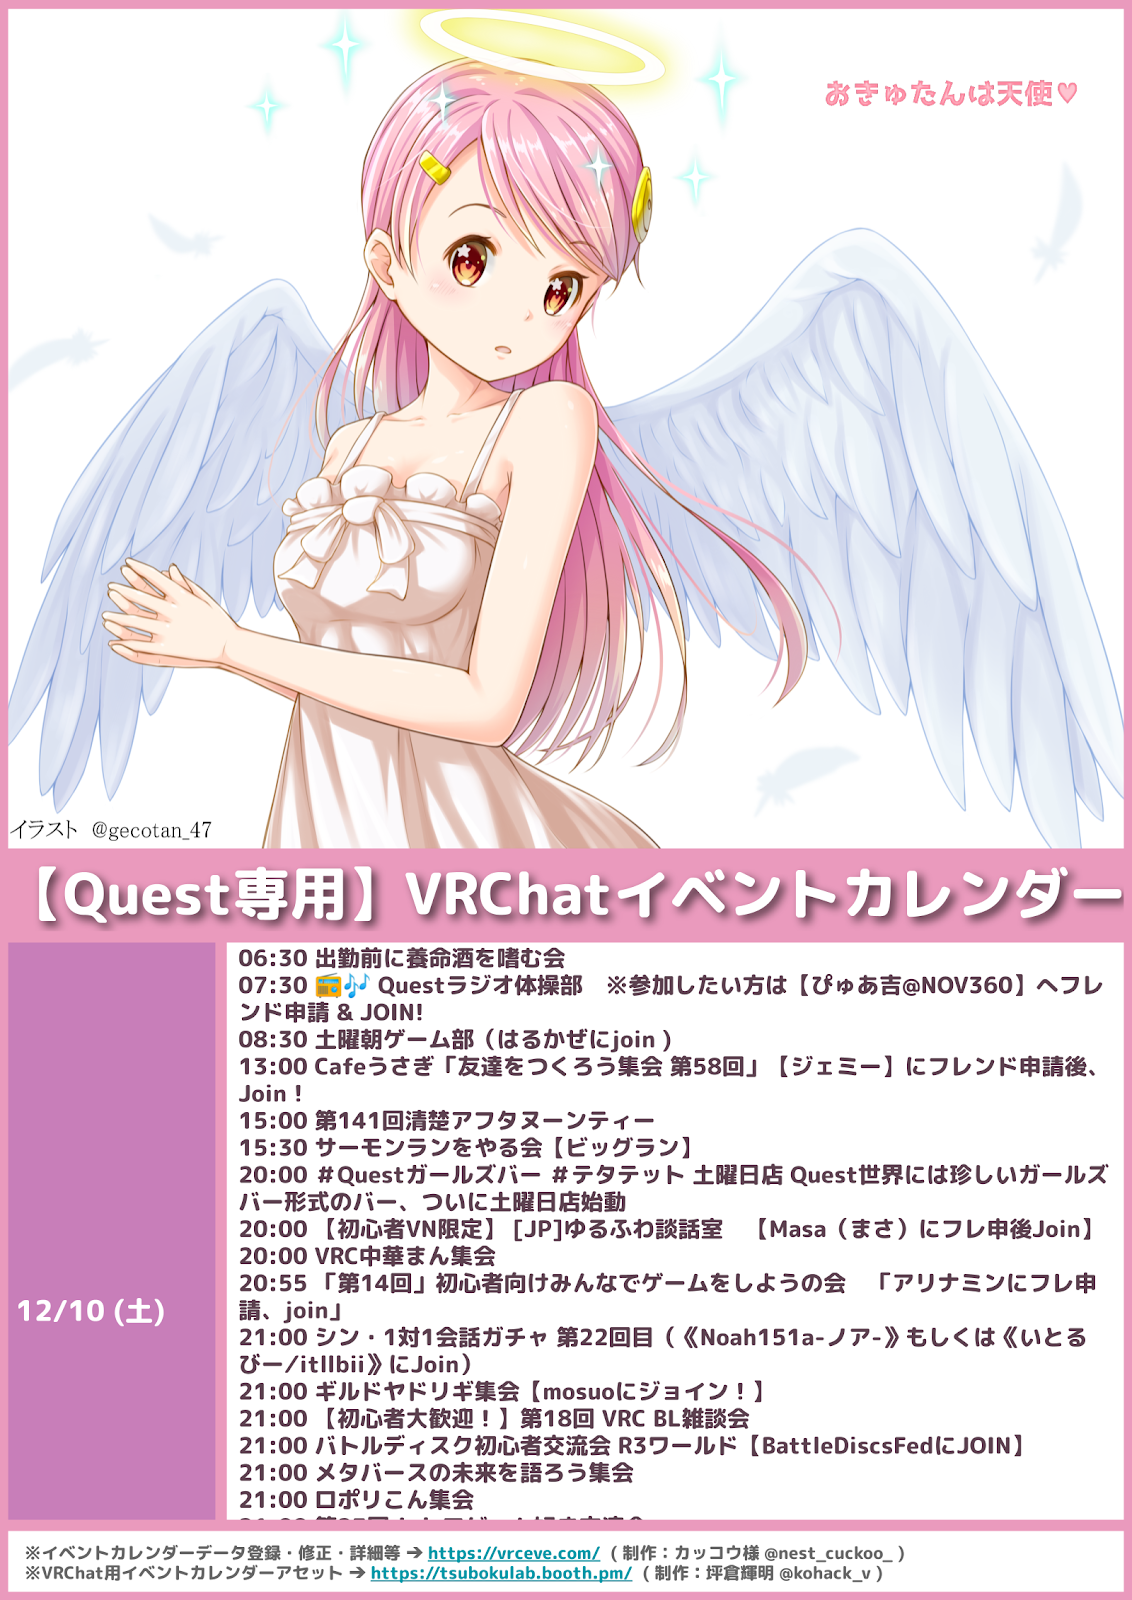 おきゅたんは天使♥
イラスト @gecotan_47
【Quest専用】VRChatイベントカレンダー
12/10 (土)
06:30 出勤前に養命酒を嗜む会
07:30 📻🎶 Questラジオ体操部　※参加したい方は【ぴゅあ吉@NOV360】へフレ
ンド申請 & JOIN!
08:30 土曜朝ゲーム部（はるかぜにjoin )
13:00 Cafeうさぎ「友達をつくろう集会 第58回」【ジェミー】にフレンド申請後、
Join！
15:00 第141回清楚アフタヌーンティー
15:30 サーモンランをやる会【ビッグラン】
20:00 ＃Questガールズバー ＃テタテット 土曜日店 Quest世界には珍しいガールズ
バー形式のバー、ついに土曜日店始動
20:00 【初心者VN限定】 [JP]ゆるふわ談話室　【Masa（まさ）にフレ申後Join】
20:00 VRC中華まん集会
20:55 「第14回」初心者向けみんなでゲームをしようの会　「アリナミンにフレ申
請、join」
21:00 シン・1対1会話ガチャ 第22回目（《Noah151a-ノア-》もしくは《いとる
びー/itllbii》にJoin）
21:00 ギルドヤドリギ集会【mosuoにジョイン！】
21:00 【初心者大歓迎！】第18回 VRC BL雑談会
21:00 バトルディスク初心者交流会 R3ワールド【BattleDiscsFedにJOIN】
21:00 メタバースの未来を語ろう集会
21:00 ロポリこん集会
※イベントカレンダーデータ登録・修正・詳細等 ➔ https://vrceve.com/ （ 制作：カッコウ様 @nest_cuckoo_ ）
※VRChat用イベントカレンダーアセット ➔ https://tsubokulab.booth.pm/ （ 制作：坪倉輝明 @kohack_v ）